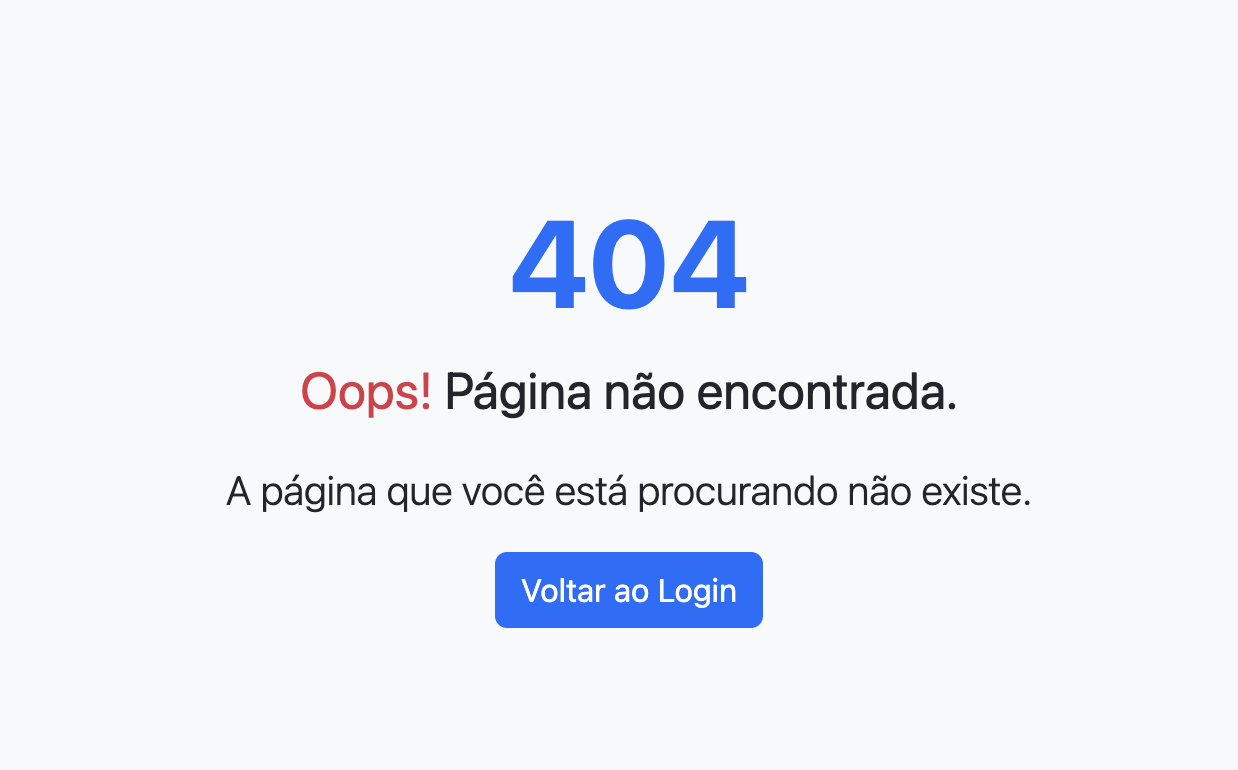 404
Oops! Página não encontrada.
A página que você está procurando não existe.
Voltar ao Login